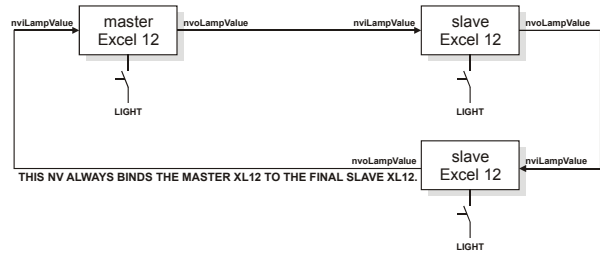 nviLampValue
master
Excel 12
nvoLampValue
nviLampValue
slave
Excel 12
nvoLampValue
LIGHT
LIGHT
nvoLampValue
slave
Excel 12
nviLampValue
THIS NV ALWAYS BINDS THE MASTER XL12 TO THE FINAL SLAVE XL12.
LIGHT